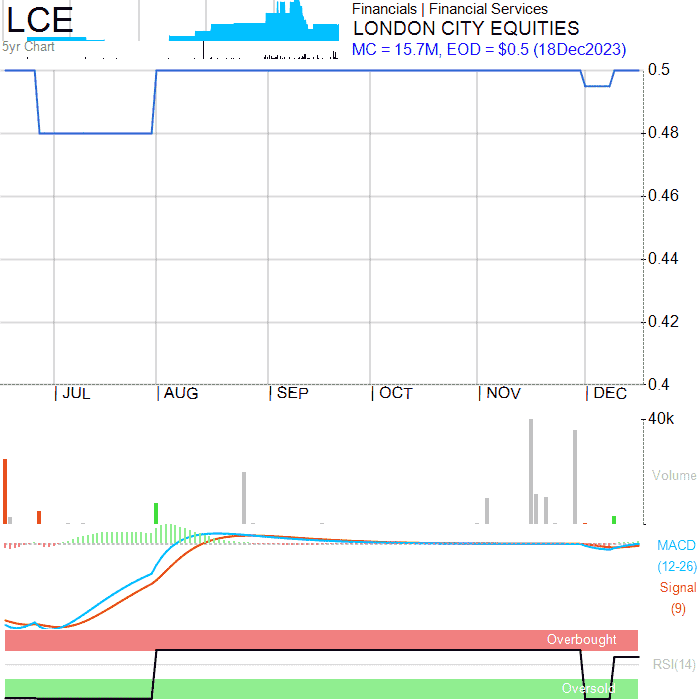 LCE
5yr Chart
Financials | Financial Services
LONDON CITY EQUITIES
MC = 15.7M, EOD = $0.5 (18Dec2023)
0.5
0.48
0.46
0.44
0.42
0.4
JUL AUG SEP OCT NOV DEC
40k
Volume
MACD
(12-26)
Signal
(9)
Overbought
RSI(14)
Oversold